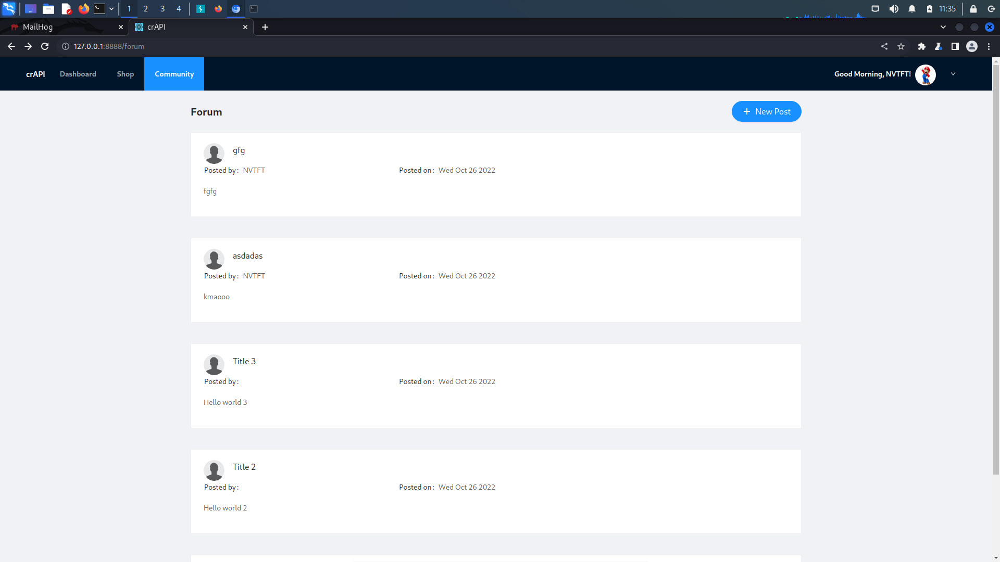 1 2 3 4 11:35
MailHog crAPI
127.0.0.1:8888/forum
crAPI Dashboard Shop Community Good Morning, NVTFT!
Forum + New Post
gfg
Posted by: NVTFT Posted on: Wed Oct 26 2022
fgfg
asdadas
Posted by: NVTFT Posted on: Wed Oct 26 2022
kmaooo
Title 3
Posted by: Posted on: Wed Oct 26 2022
Hello world 3
Title 2
Posted by: Posted on: Wed Oct 26 2022
Hello world 2